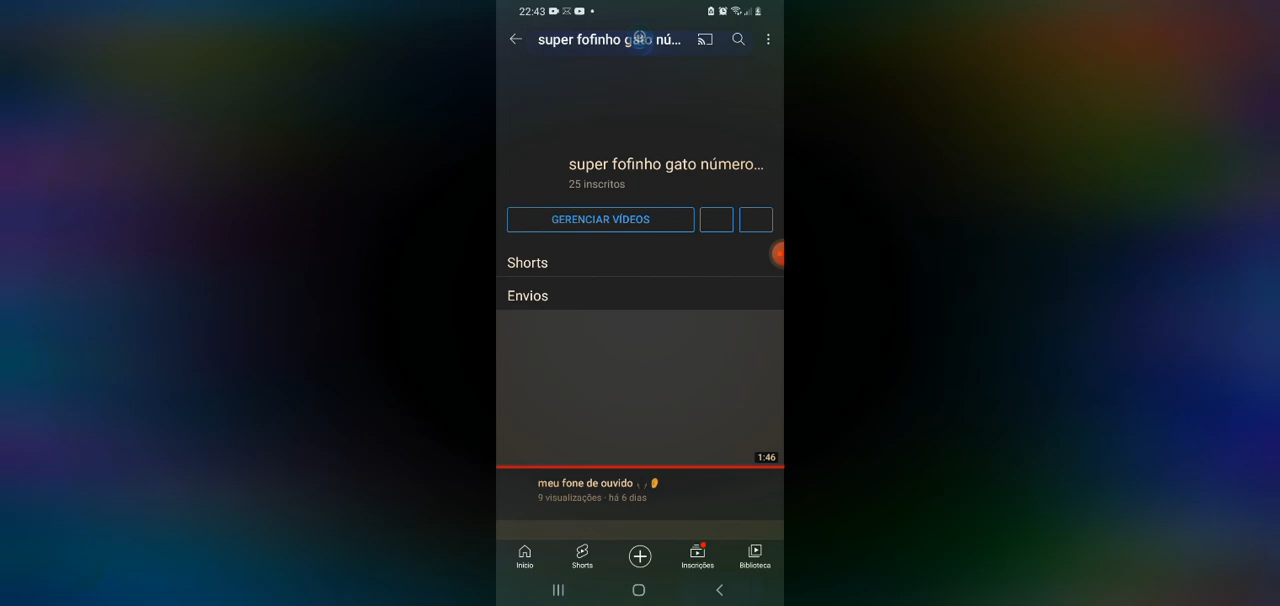 22:43
super fofinho gato nú...
super fofinho gato número...
25 inscritos
GERENCIAR VÍDEOS
Shorts
Envios
1:46
meu fone de ouvido
9 visualizações · há 6 dias
Início
Shorts
Inscrições
Biblioteca